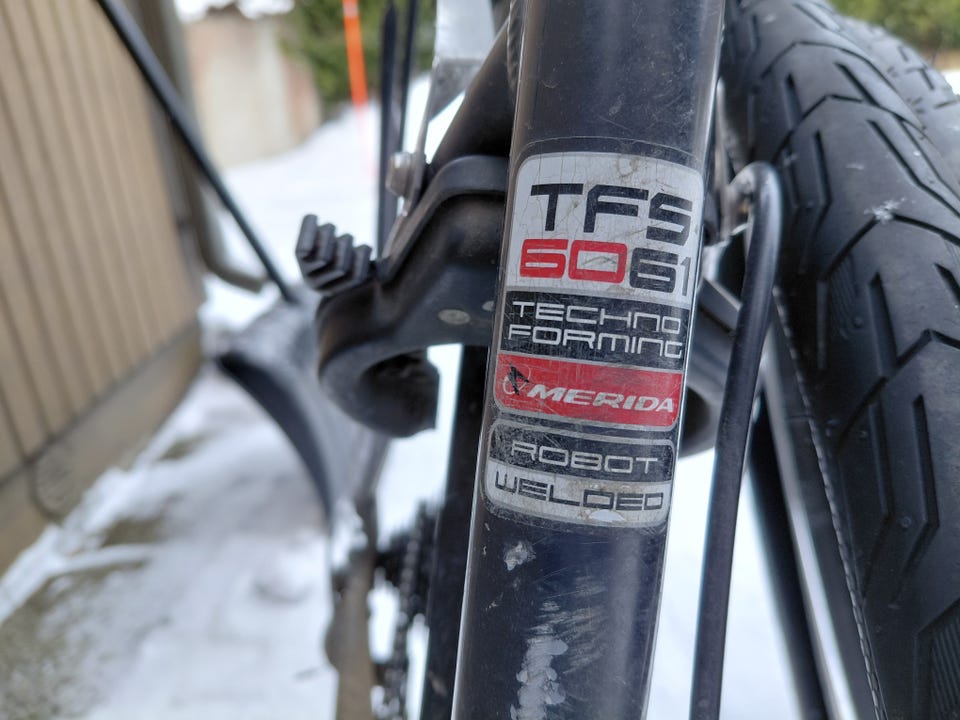 TFS
6061
TECHNO
FORMING
MERIDA
ROBOT
WELDED